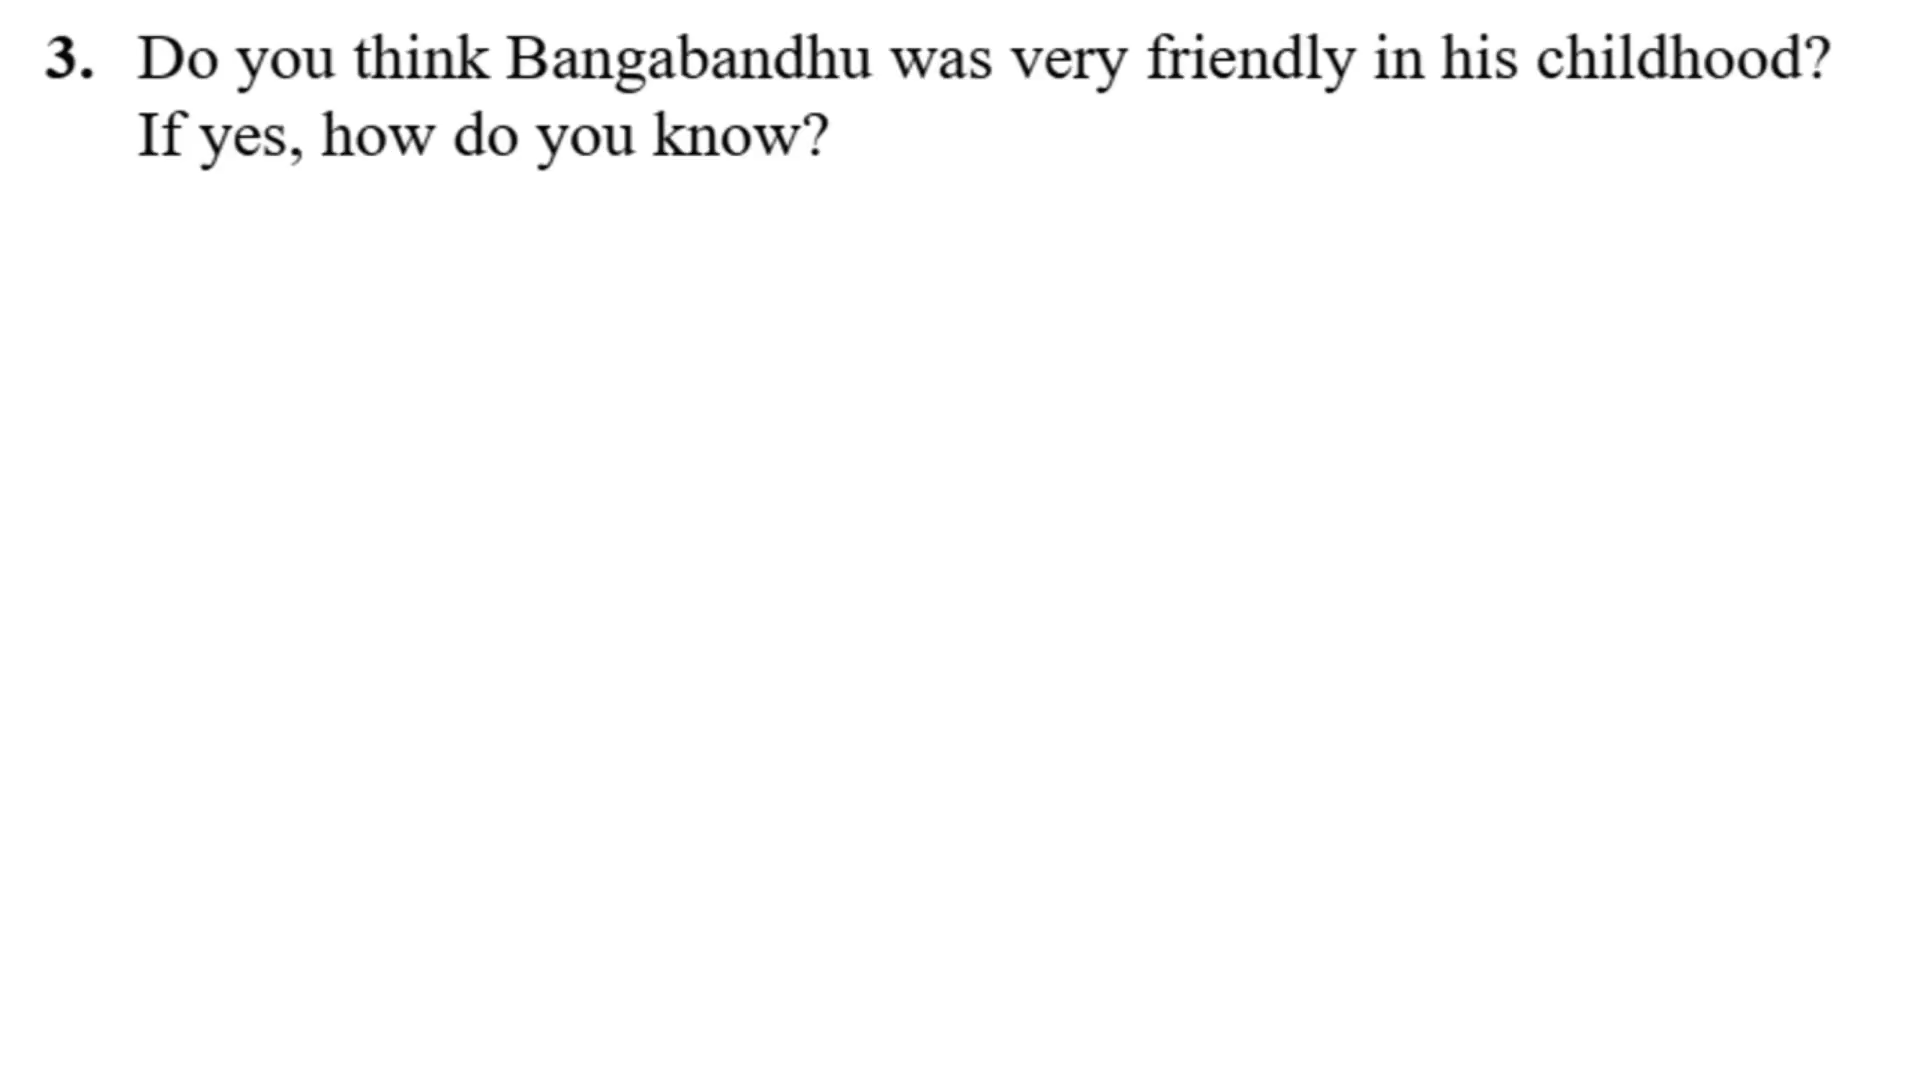 3. Do you think Bangabandhu was very friendly in his childhood?
If yes, how do you know?